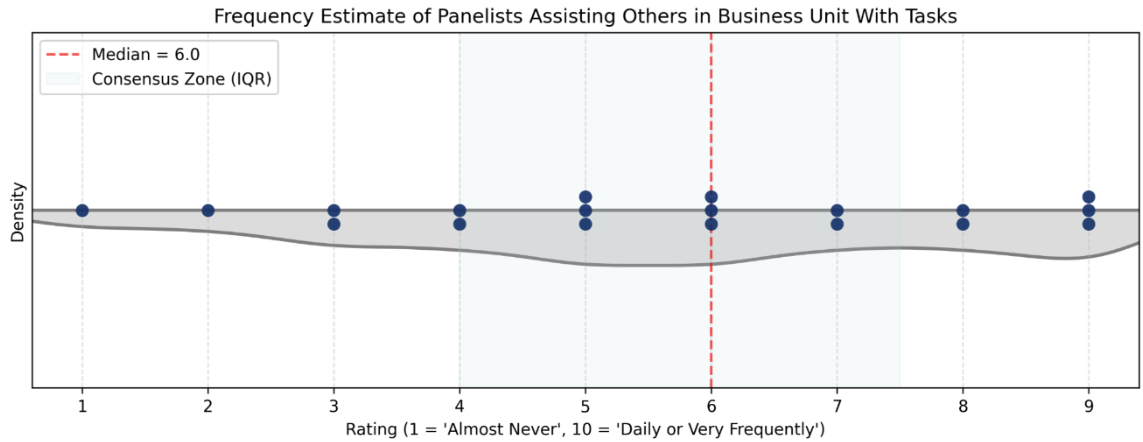 Frequency Estimate of Panelists Assisting Others in Business Unit With Tasks
Median = 6.0
Consensus Zone (IQR)
Density
1 2 3 4 5 6 7 8 9
Rating (1 = 'Almost Never', 10 = 'Daily or Very Frequently')